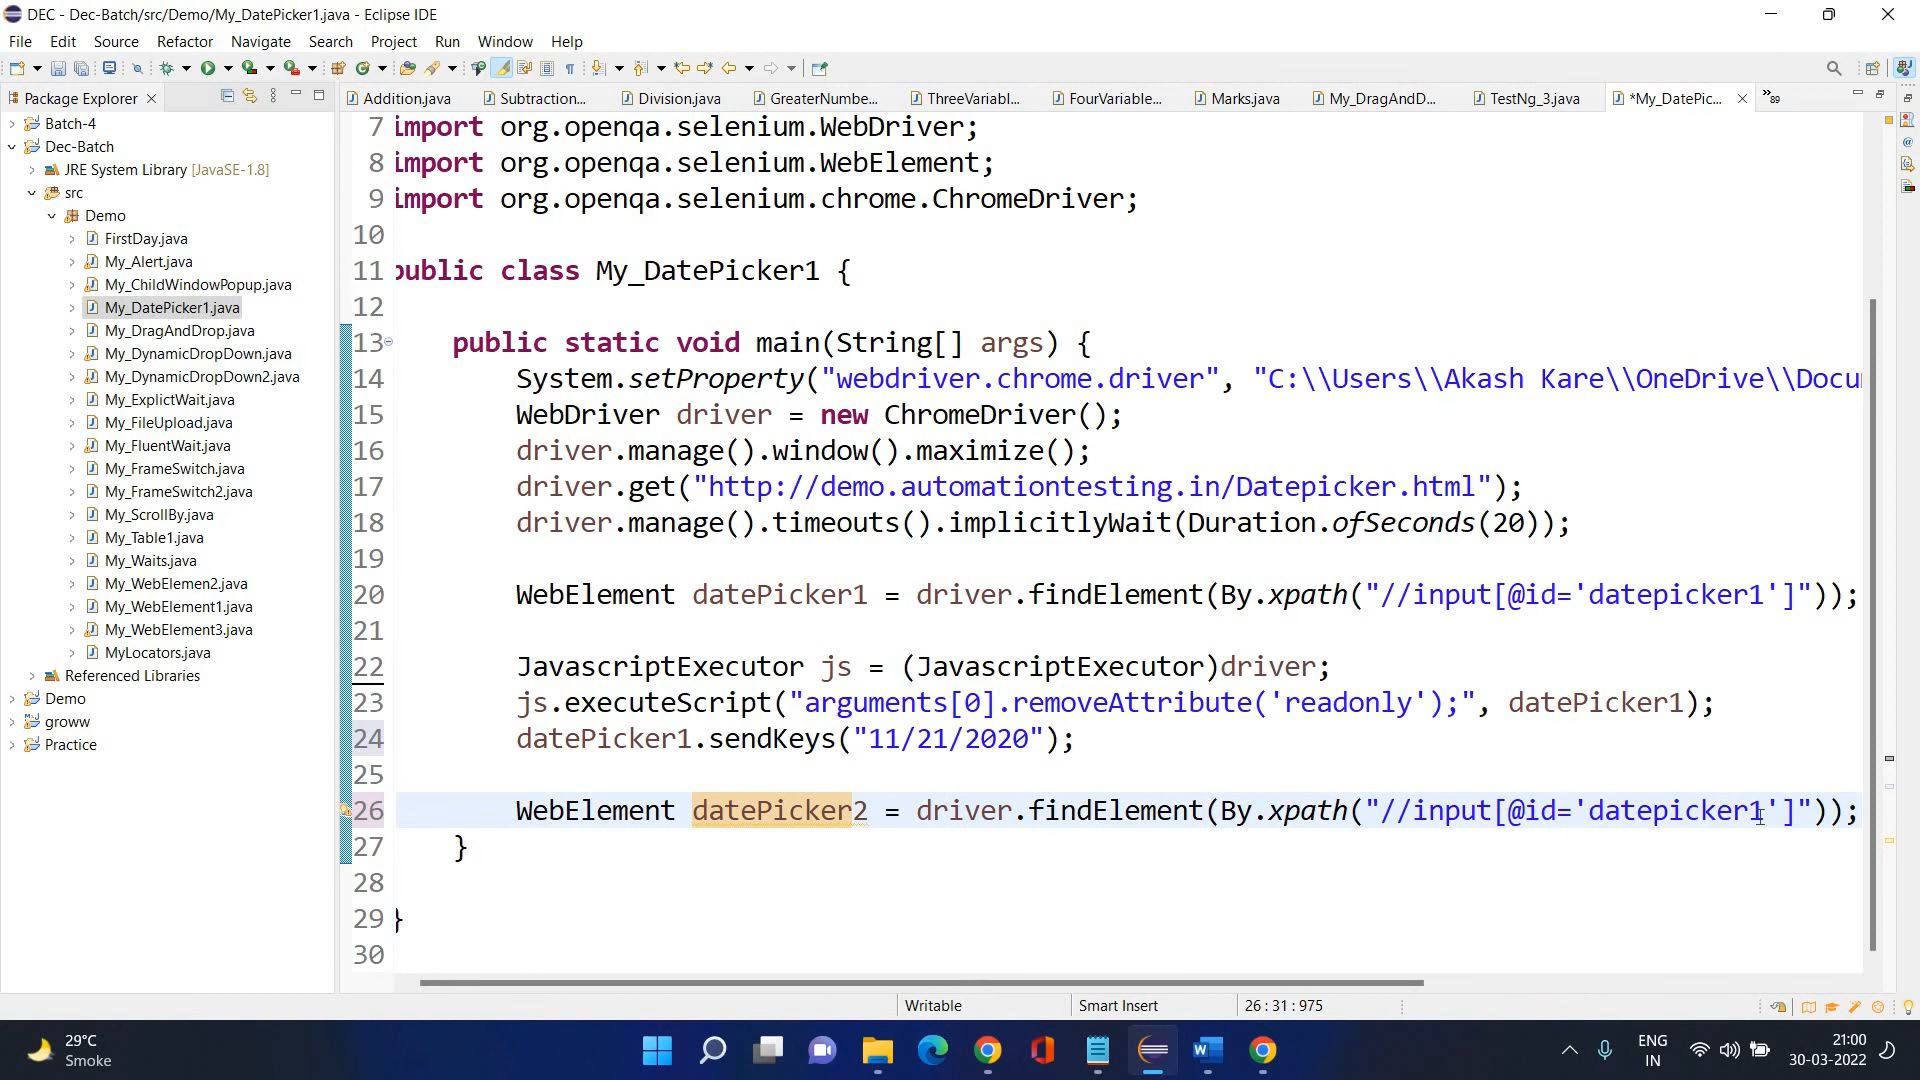 DEC - Dec-Batch/src/Demo/My_DatePicker1.java - Eclipse IDE
File Edit Source Refactor Navigate Search Project Run Window Help
Package Explorer
Addition.java Subtraction... Division.java GreaterNumbe... ThreeVariabl... FourVariable... Marks.java My_DragAndD... TestNg_3.java *My_DatePic... 89
Batch-4
Dec-Batch
JRE System Library [JavaSE-1.8]
src
Demo
FirstDay.java
My_Alert.java
My_ChildWindowPopup.java
My_DatePicker1.java
My_DragAndDrop.java
My_DynamicDropDown.java
My_DynamicDropDown2.java
My_ExplictWait.java
My_FileUpload.java
My_FluentWait.java
My_FrameSwitch.java
My_FrameSwitch2.java
My_ScrollBy.java
My_Table1.java
My_Waits.java
My_WebElemen2.java
My_WebElement1.java
My_WebElement3.java
MyLocators.java
Referenced Libraries
Demo
groww
Practice
7 import org.openqa.selenium.WebDriver;
8 import org.openqa.selenium.WebElement;
9 import org.openqa.selenium.chrome.ChromeDriver;
10
11 public class My_DatePicker1 {
12
13 public static void main(String[] args) {
14 System.setProperty("webdriver.chrome.driver", "C:\\Users\\Akash Kare\\OneDrive\\Docu
15 WebDriver driver = new ChromeDriver();
16 driver.manage().window().maximize();
17 driver.get("http://demo.automationtesting.in/Datepicker.html");
18 driver.manage().timeouts().implicitlyWait(Duration.ofSeconds(20));
19
20 WebElement datePicker1 = driver.findElement(By.xpath("//input[@id='datepicker1']"));
21
22 JavascriptExecutor js = (JavascriptExecutor)driver;
23 js.executeScript("arguments[0].removeAttribute('readonly');", datePicker1);
24 datePicker1.sendKeys("11/21/2020");
25
26 WebElement datePicker2 = driver.findElement(By.xpath("//input[@id='datepicker1']"));
27 }
28
29 }
30
Writable Smart Insert 26 : 31 : 975
29°C
Smoke
ENG
IN
21:00
30-03-2022